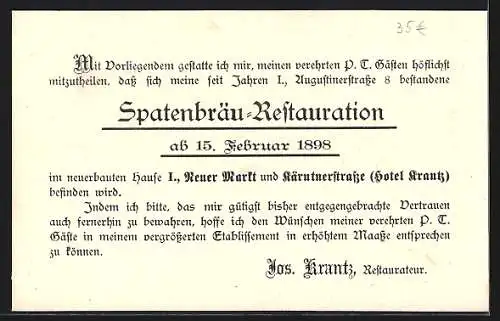 35€
Mit Vorliegendem gestatte ich mir, meinen verehrten P. T. Gästen höflichst
mitzutheilen, daß sich meine seit Jahren I., Augustinerstraße 8 bestandene
Spatenbräu-Restauration
ab 15. Februar 1898
im neuerbauten Hause I., Neuer Markt und Kärntnerstraße (Hotel Krantz)
befinden wird.
Indem ich bitte, das mir gütigst bisher entgegengebrachte Vertrauen
auch fernerhin zu bewahren, hoffe ich den Wünschen meiner verehrten P. T.
Gäste in meinem vergrößerten Etablissement in erhöhtem Maaße entsprechen
zu können.
Jos. Krantz, Restaurateur.